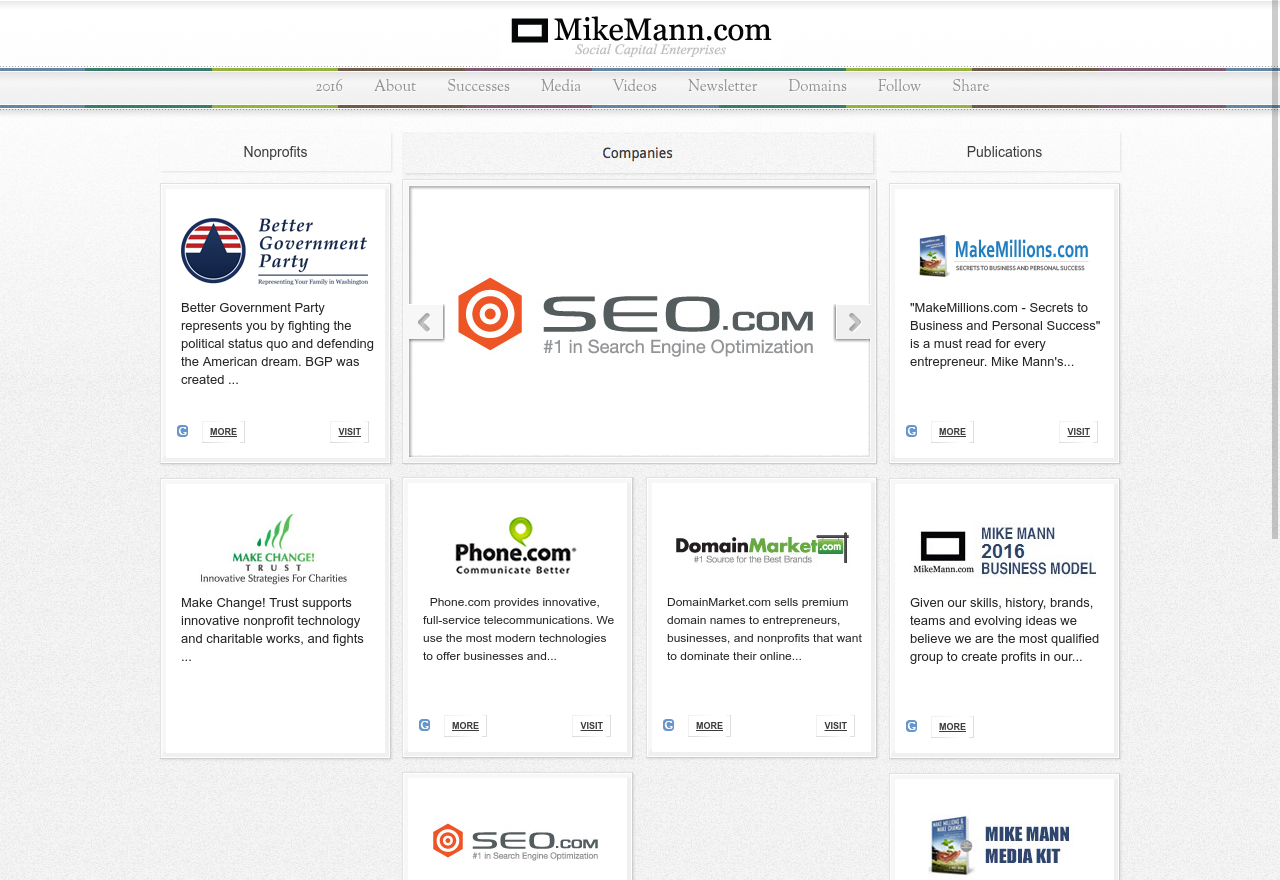 MikeMann.com
Social Capital Enterprises
2016 About Successes Media Videos Newsletter Domains Follow Share
Nonprofits
Companies
Publications
Better
Government
Party
Representing Your Family in Washington
Better Government Party
represents you by fighting the
political status quo and defending
the American dream. BGP was
created ...
MORE VISIT
SEO.COM
#1 in Search Engine Optimization
MakeMillions.com
SECRETS TO BUSINESS AND PERSONAL SUCCESS
"MakeMillions.com - Secrets to
Business and Personal Success"
is a must read for every
entrepreneur. Mike Mann's...
MORE VISIT
MAKE CHANGE!
TRUST
Innovative Strategies For Charities
Make Change! Trust supports
innovative nonprofit technology
and charitable works, and fights
...
Phone.com
Communicate Better
Phone.com provides innovative,
full-service telecommunications. We
use the most modern technologies
to offer businesses and...
MORE VISIT
DomainMarket.com
#1 Source for the Best Brands
DomainMarket.com sells premium
domain names to entrepreneurs,
businesses, and nonprofits that want
to dominate their online...
MORE VISIT
MikeMann.com
MIKE MANN
2016
BUSINESS MODEL
Given our skills, history, brands,
teams and evolving ideas we
believe we are the most qualified
group to create profits in our...
MORE
SEO.COM
#1 in Search Engine Optimization
MAKE MILLIONS &
MAKE CHANGE!
MIKE MANN
MEDIA KIT